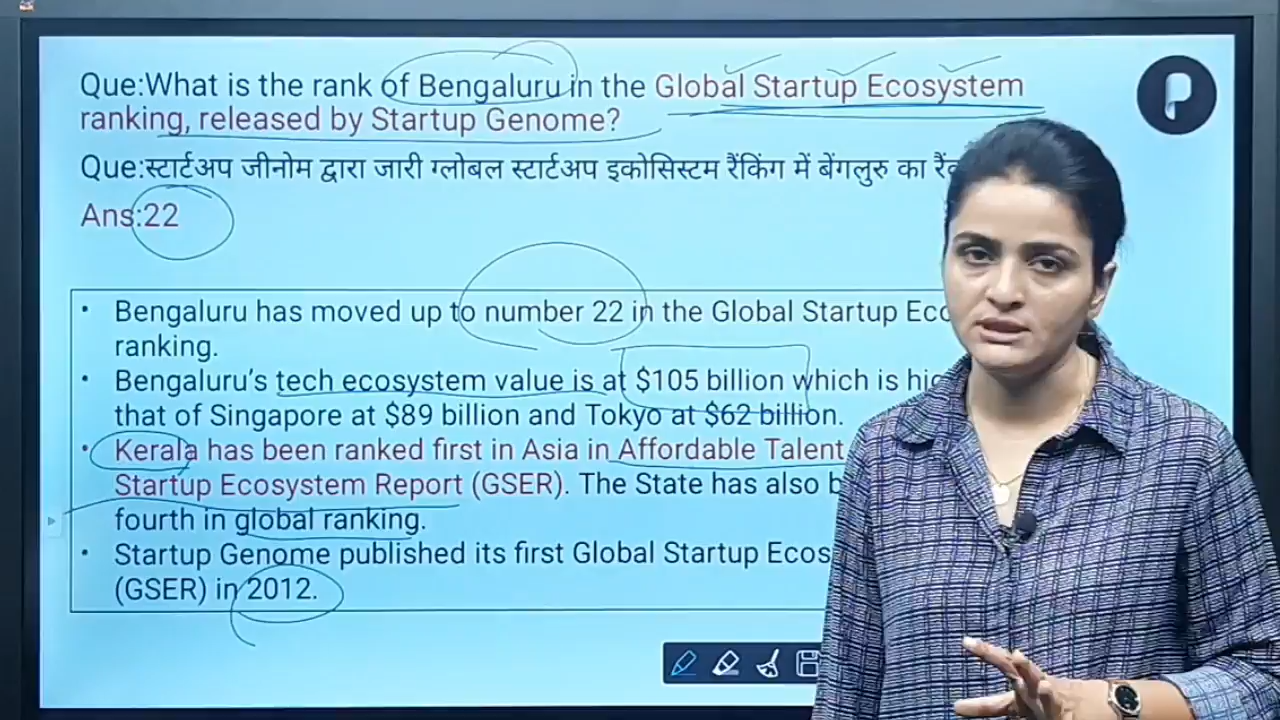 Que:What is the rank of Bengaluru in the Global Startup Ecosystem
ranking, released by Startup Genome?
Que:स्टार्टअप जीनोम द्वारा जारी ग्लोबल स्टार्टअप इकोसिस्टम रैंकिंग में बेंगलुरु का
Ans:22
• Bengaluru has moved up to number 22 in the Global Startup
ranking.
• Bengaluru's tech ecosystem value is at $105 billion which is
that of Singapore at $89 billion and Tokyo at $62 billion.
• Kerala has been ranked first in Asia in Affordable Talent
Startup Ecosystem Report (GSER). The State has also
fourth in global ranking.
• Startup Genome published its first Global Startup
(GSER) in 2012.